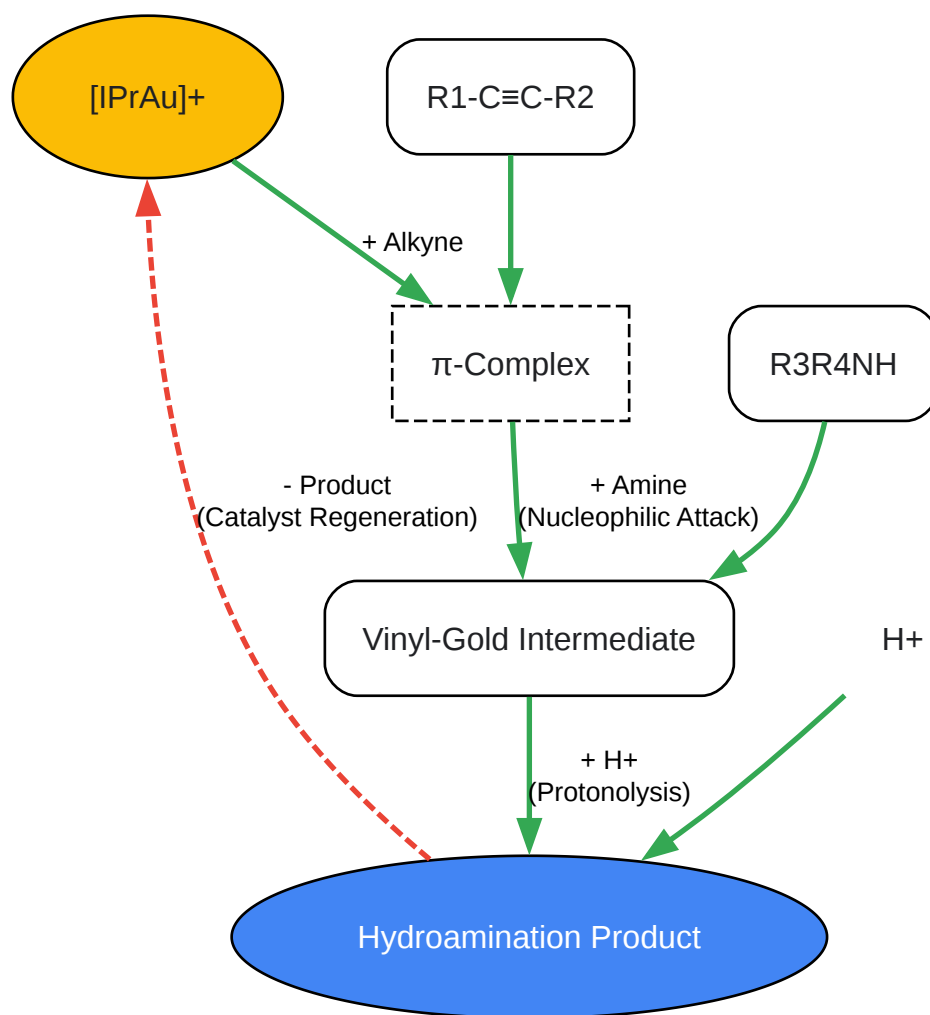 [IPrAu]+
R1-C≡C-R2
+ Alkyne
π-Complex
R3R4NH
- Product
(Catalyst Regeneration)
+ Amine
(Nucleophilic Attack)
Vinyl-Gold Intermediate
H+
+ H+
(Protonolysis)
Hydroamination Product